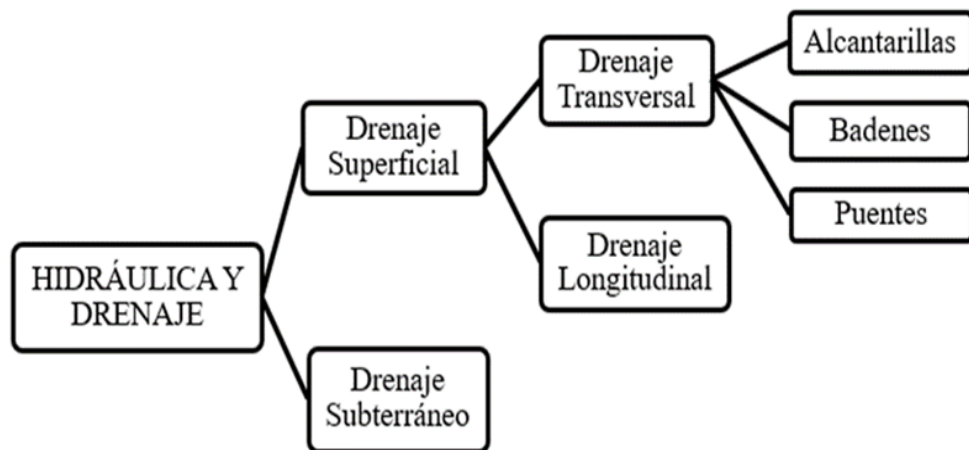 HIDRÁULICA Y
DRENAJE
Drenaje
Superficial
Drenaje
Subterráneo
Drenaje
Transversal
Drenaje
Longitudinal
Alcantarillas
Badenes
Puentes